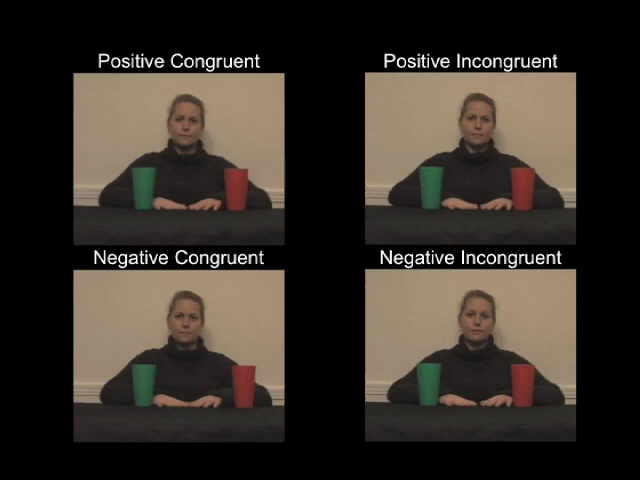 Positive Congruent
Positive Incongruent
Negative Congruent
Negative Incongruent